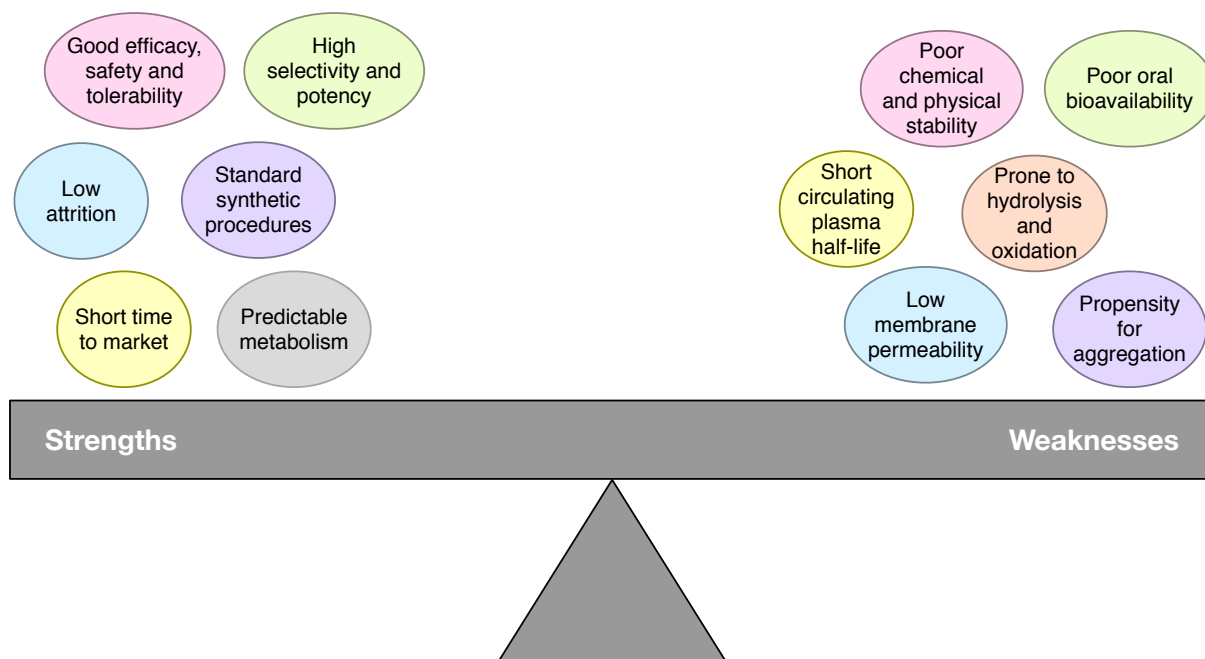 Good efficacy,
safety and
tolerability
High
selectivity and
potency
Low
attrition
Standard
synthetic
procedures
Short time
to market
Predictable
metabolism
Poor
chemical
and physical
stability
Poor oral
bioavailability
Short
circulating
plasma
half-life
Prone to
hydrolysis
and
oxidation
Low
membrane
permeability
Propensity
for
aggregation
Strengths
Weaknesses